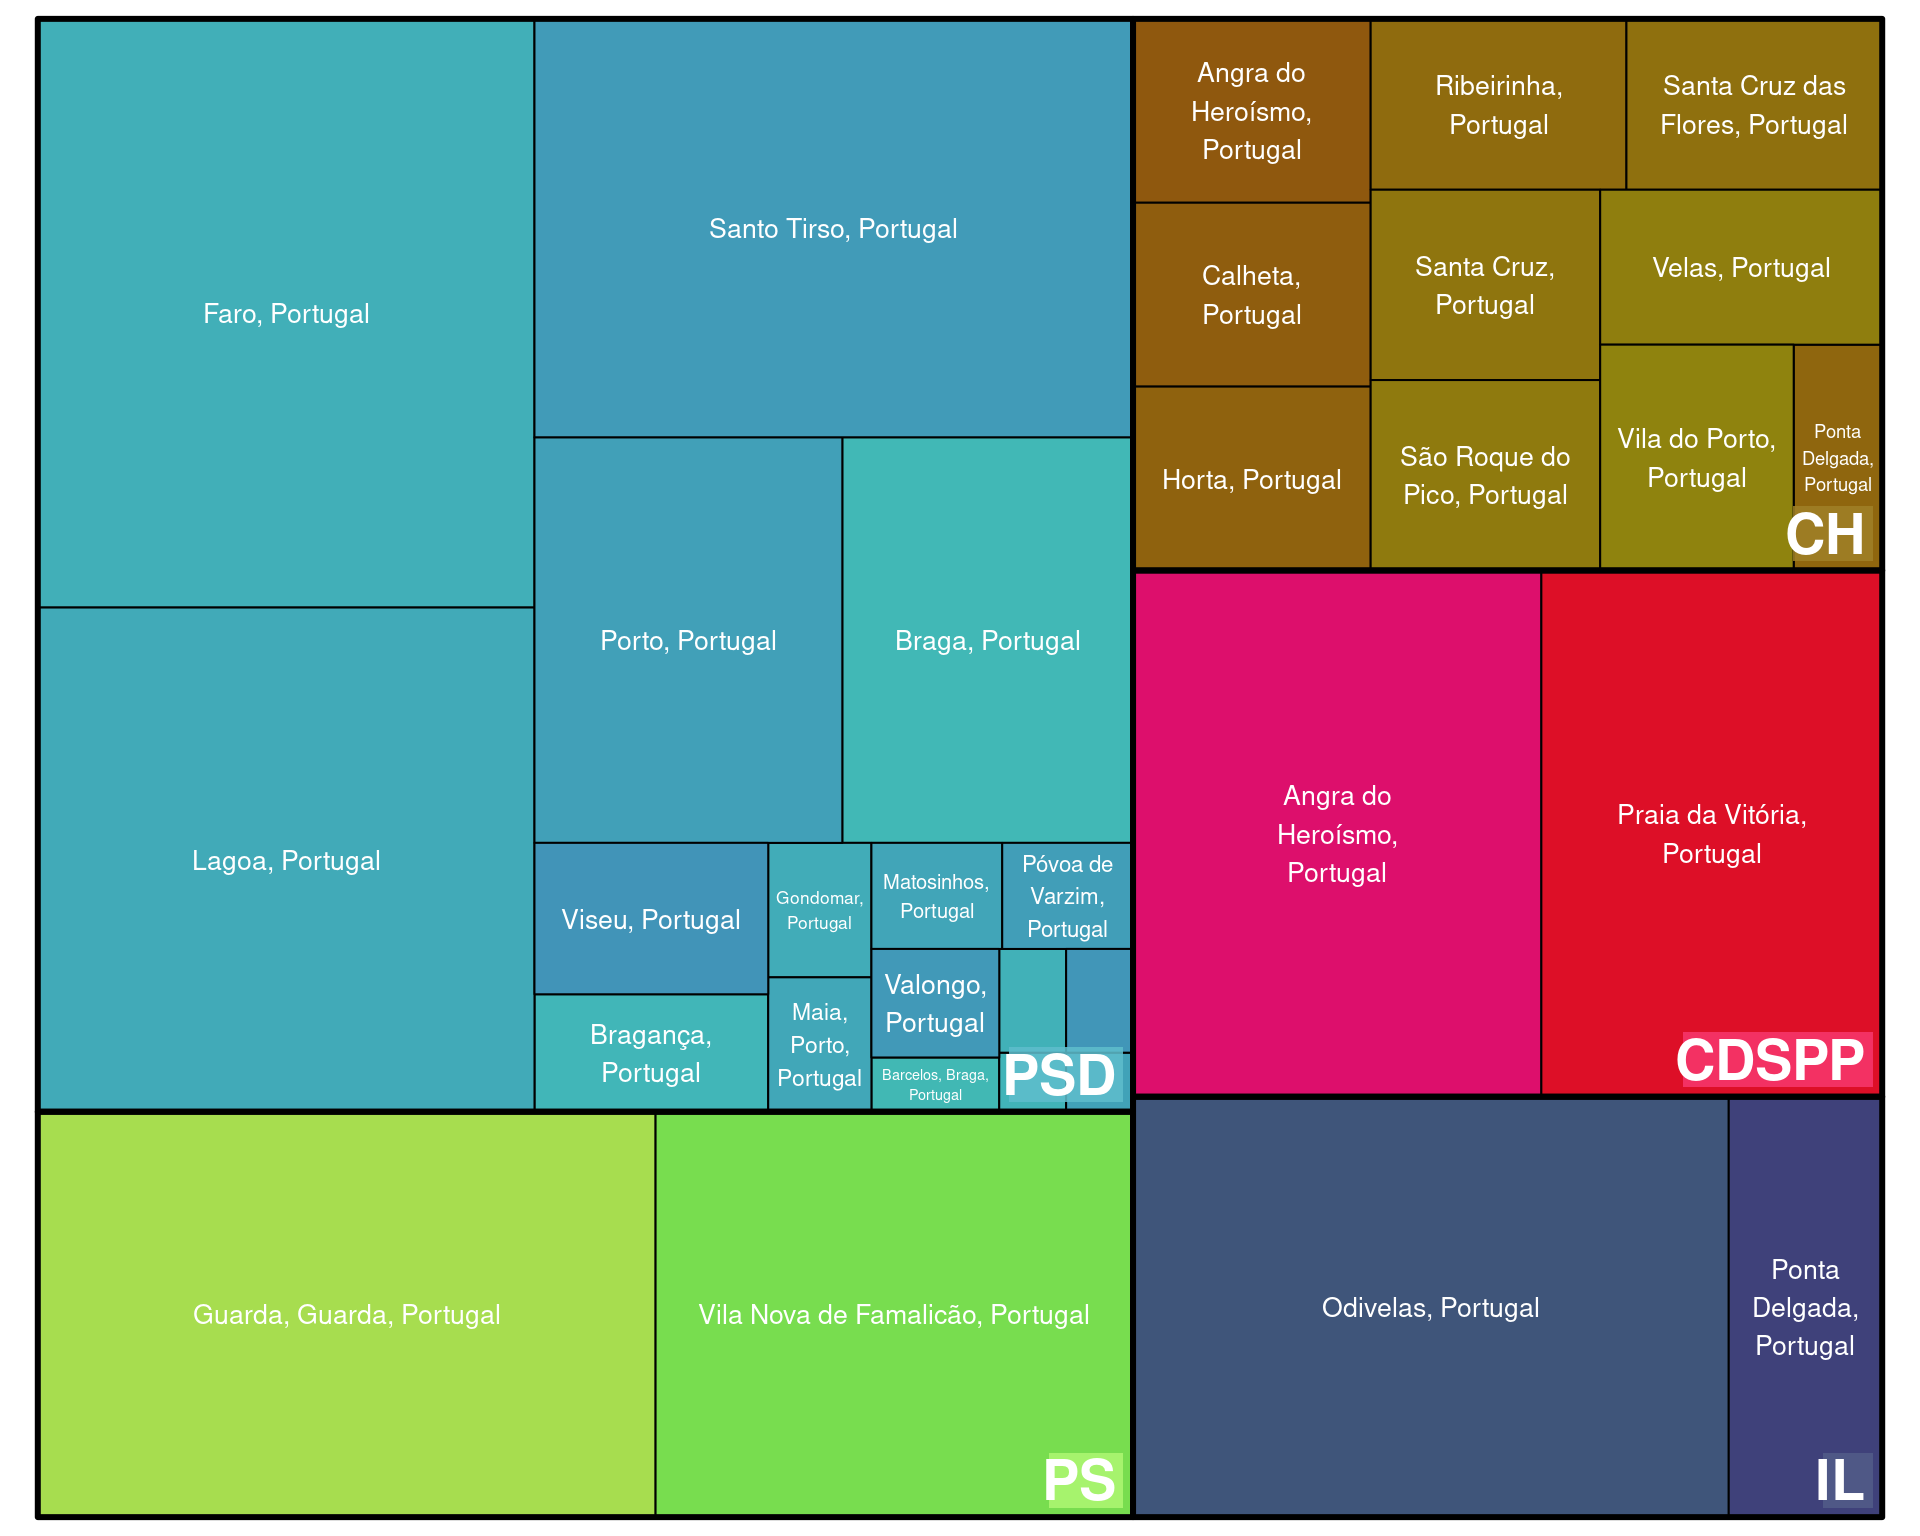 Faro, Portugal
Santo Tirso, Portugal
Lagoa, Portugal
Porto, Portugal
Braga, Portugal
Viseu, Portugal
Bragança,
Portugal
Gondomar,
Portugal
Maia,
Porto,
Portugal
Matosinhos,
Portugal
Póvoa de
Varzim,
Portugal
Valongo,
Portugal
Barcelos, Braga,
Portugal
PSD
Guarda, Guarda, Portugal
Vila Nova de Famalicão, Portugal
PS
Angra do
Heroísmo,
Portugal
Calheta,
Portugal
Horta, Portugal
Ribeirinha,
Portugal
Santa Cruz das
Flores, Portugal
Santa Cruz,
Portugal
Velas, Portugal
São Roque do
Pico, Portugal
Vila do Porto,
Portugal
Ponta
Delgada,
Portugal
CH
Angra do
Heroísmo,
Portugal
Praia da Vitória,
Portugal
CDSPP
Odivelas, Portugal
Ponta
Delgada,
Portugal
IL